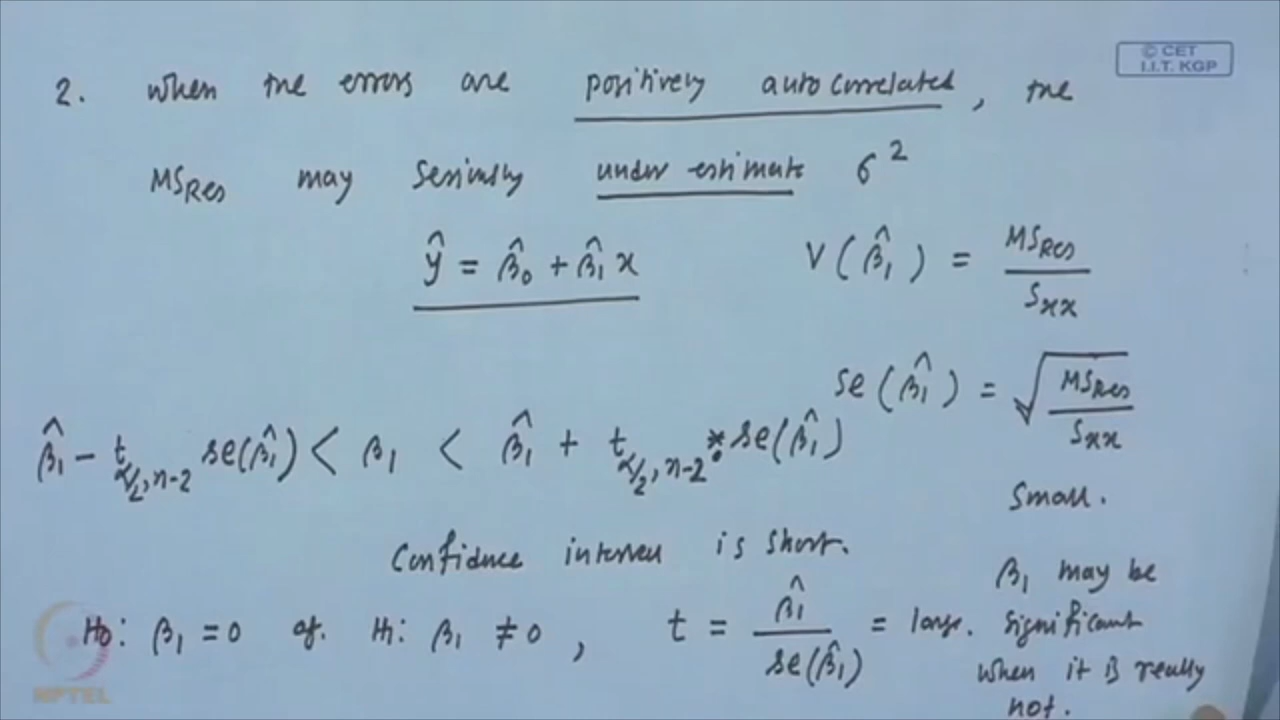 © CET
I.I.T. KGP
2. When the errors are positively autocorrelated, the
MSRes may seriously under estimate σ²
ŷ = β̂₀ + β̂₁ x V(β̂₁) = MSRes / Sxx
se(β̂₁) = √(MSRes / Sxx)
β̂₁ - t α/2, n-2 se(β̂₁) < β₁ < β̂₁ + t α/2, n-2 * se(β̂₁)
Small.
Confidence interval is short.
H₀: β₁ = 0 ag. H₁: β₁ ≠ 0, t = β̂₁ / se(β̂₁) = large.
β₁ may be
significant
when it is really
not.
NPTEL